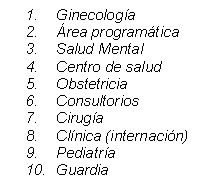 1. Ginecología
2. Área programática
3. Salud Mental
4. Centro de salud
5. Obstetricia
6. Consultorios
7. Cirugía
8. Clínica (internación)
9. Pediatría
10. Guardia